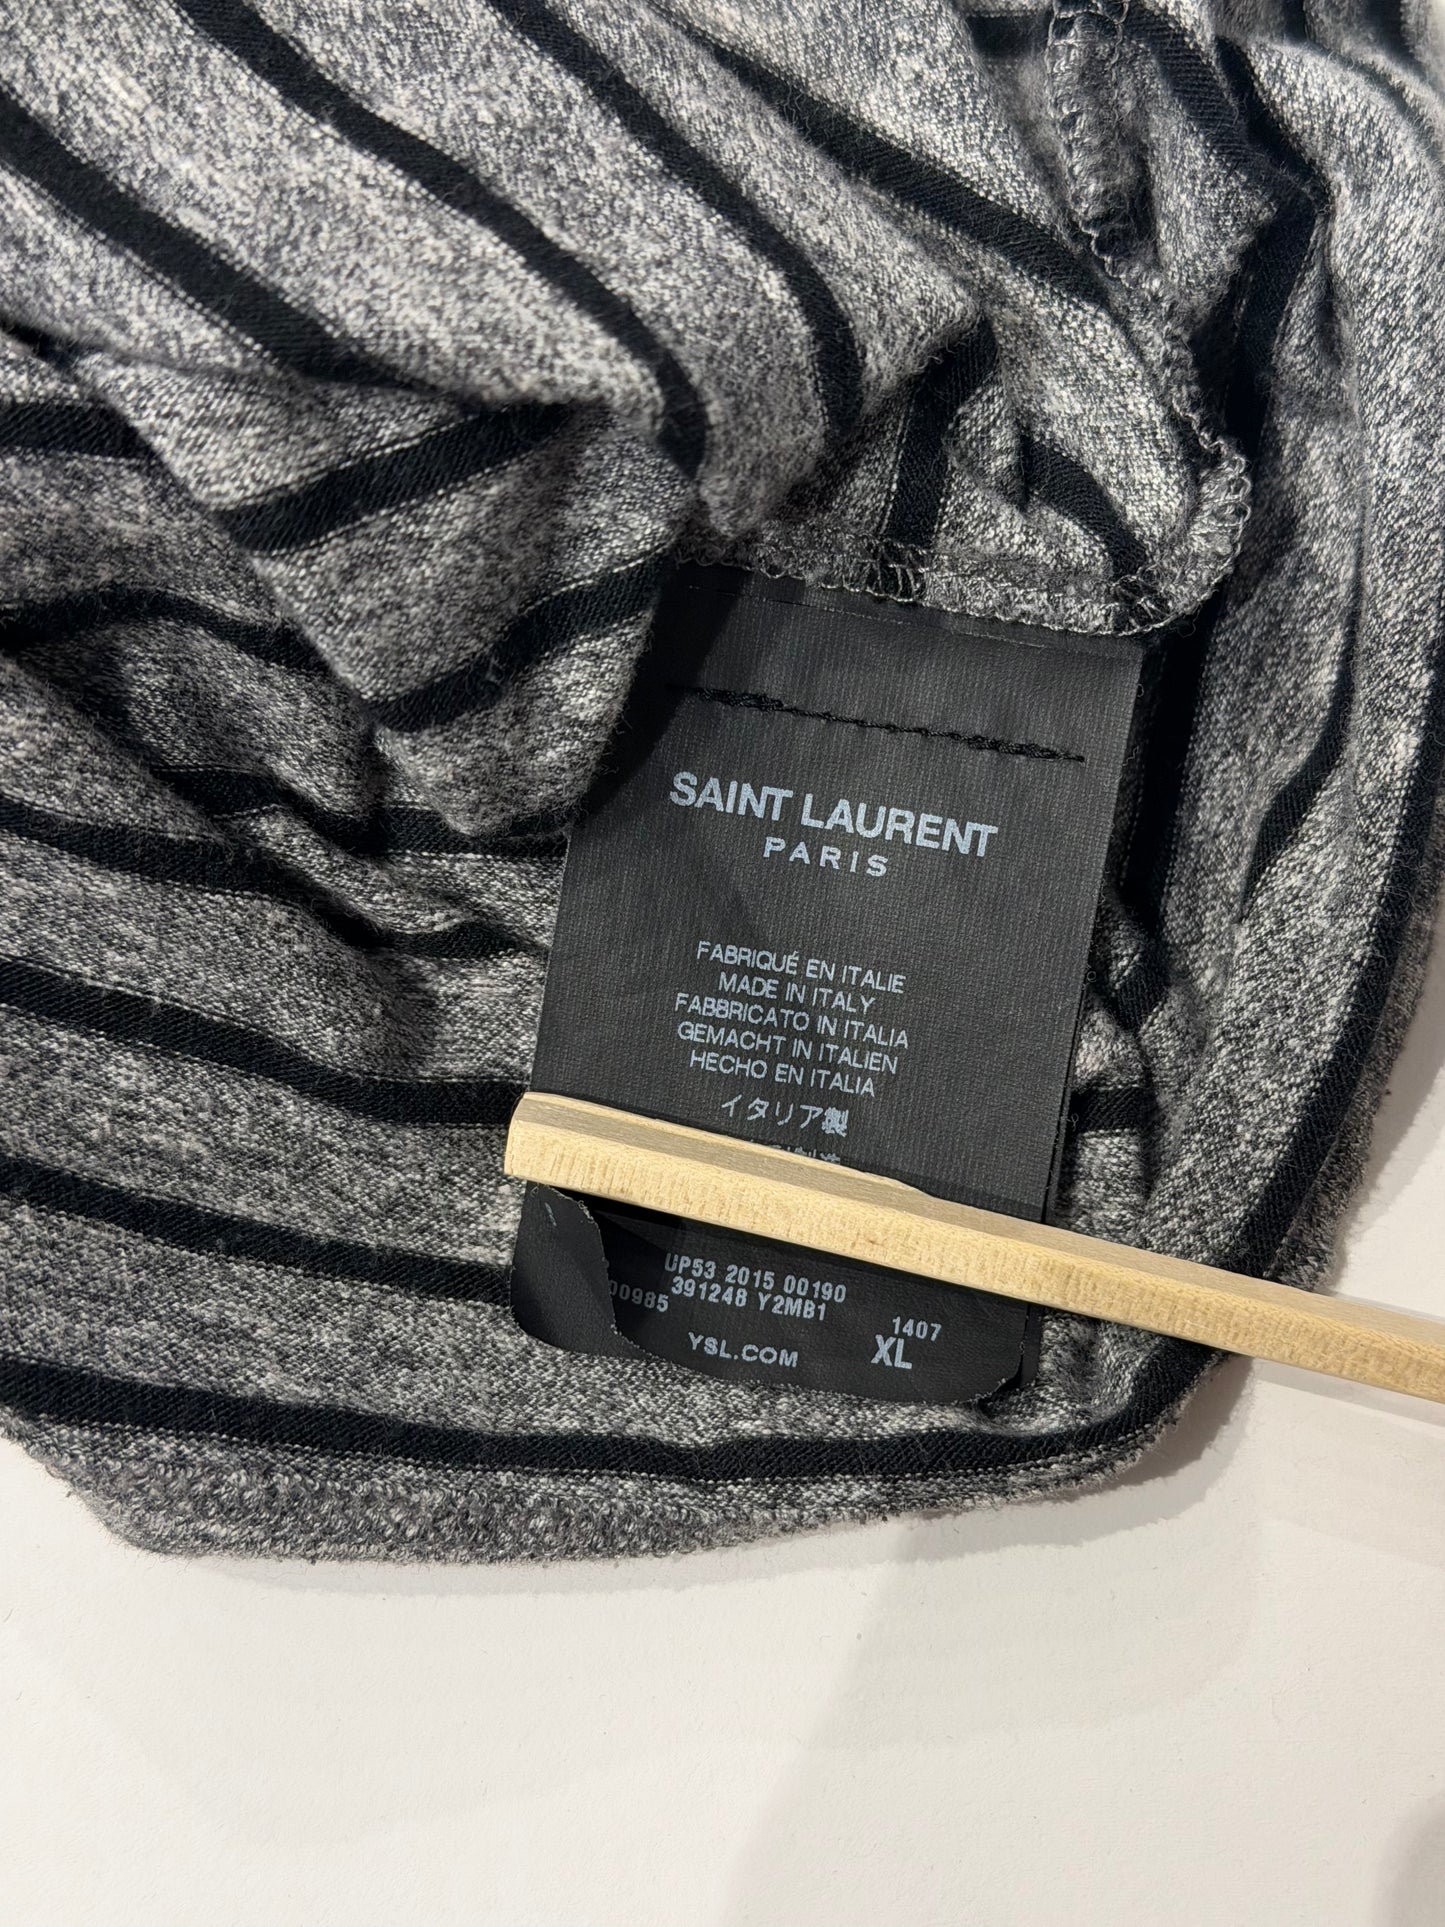 SAINT LAURENT
PARIS
FABRIQUÉ EN ITALIE
MADE IN ITALY
FABBRICATO IN ITALIA
GEMACHT IN ITALIEN
HECHO EN ITALIA
イタリア製
UP53 2015 00190
391248 Y2MB1
00985
1407
YSL.COM
XL